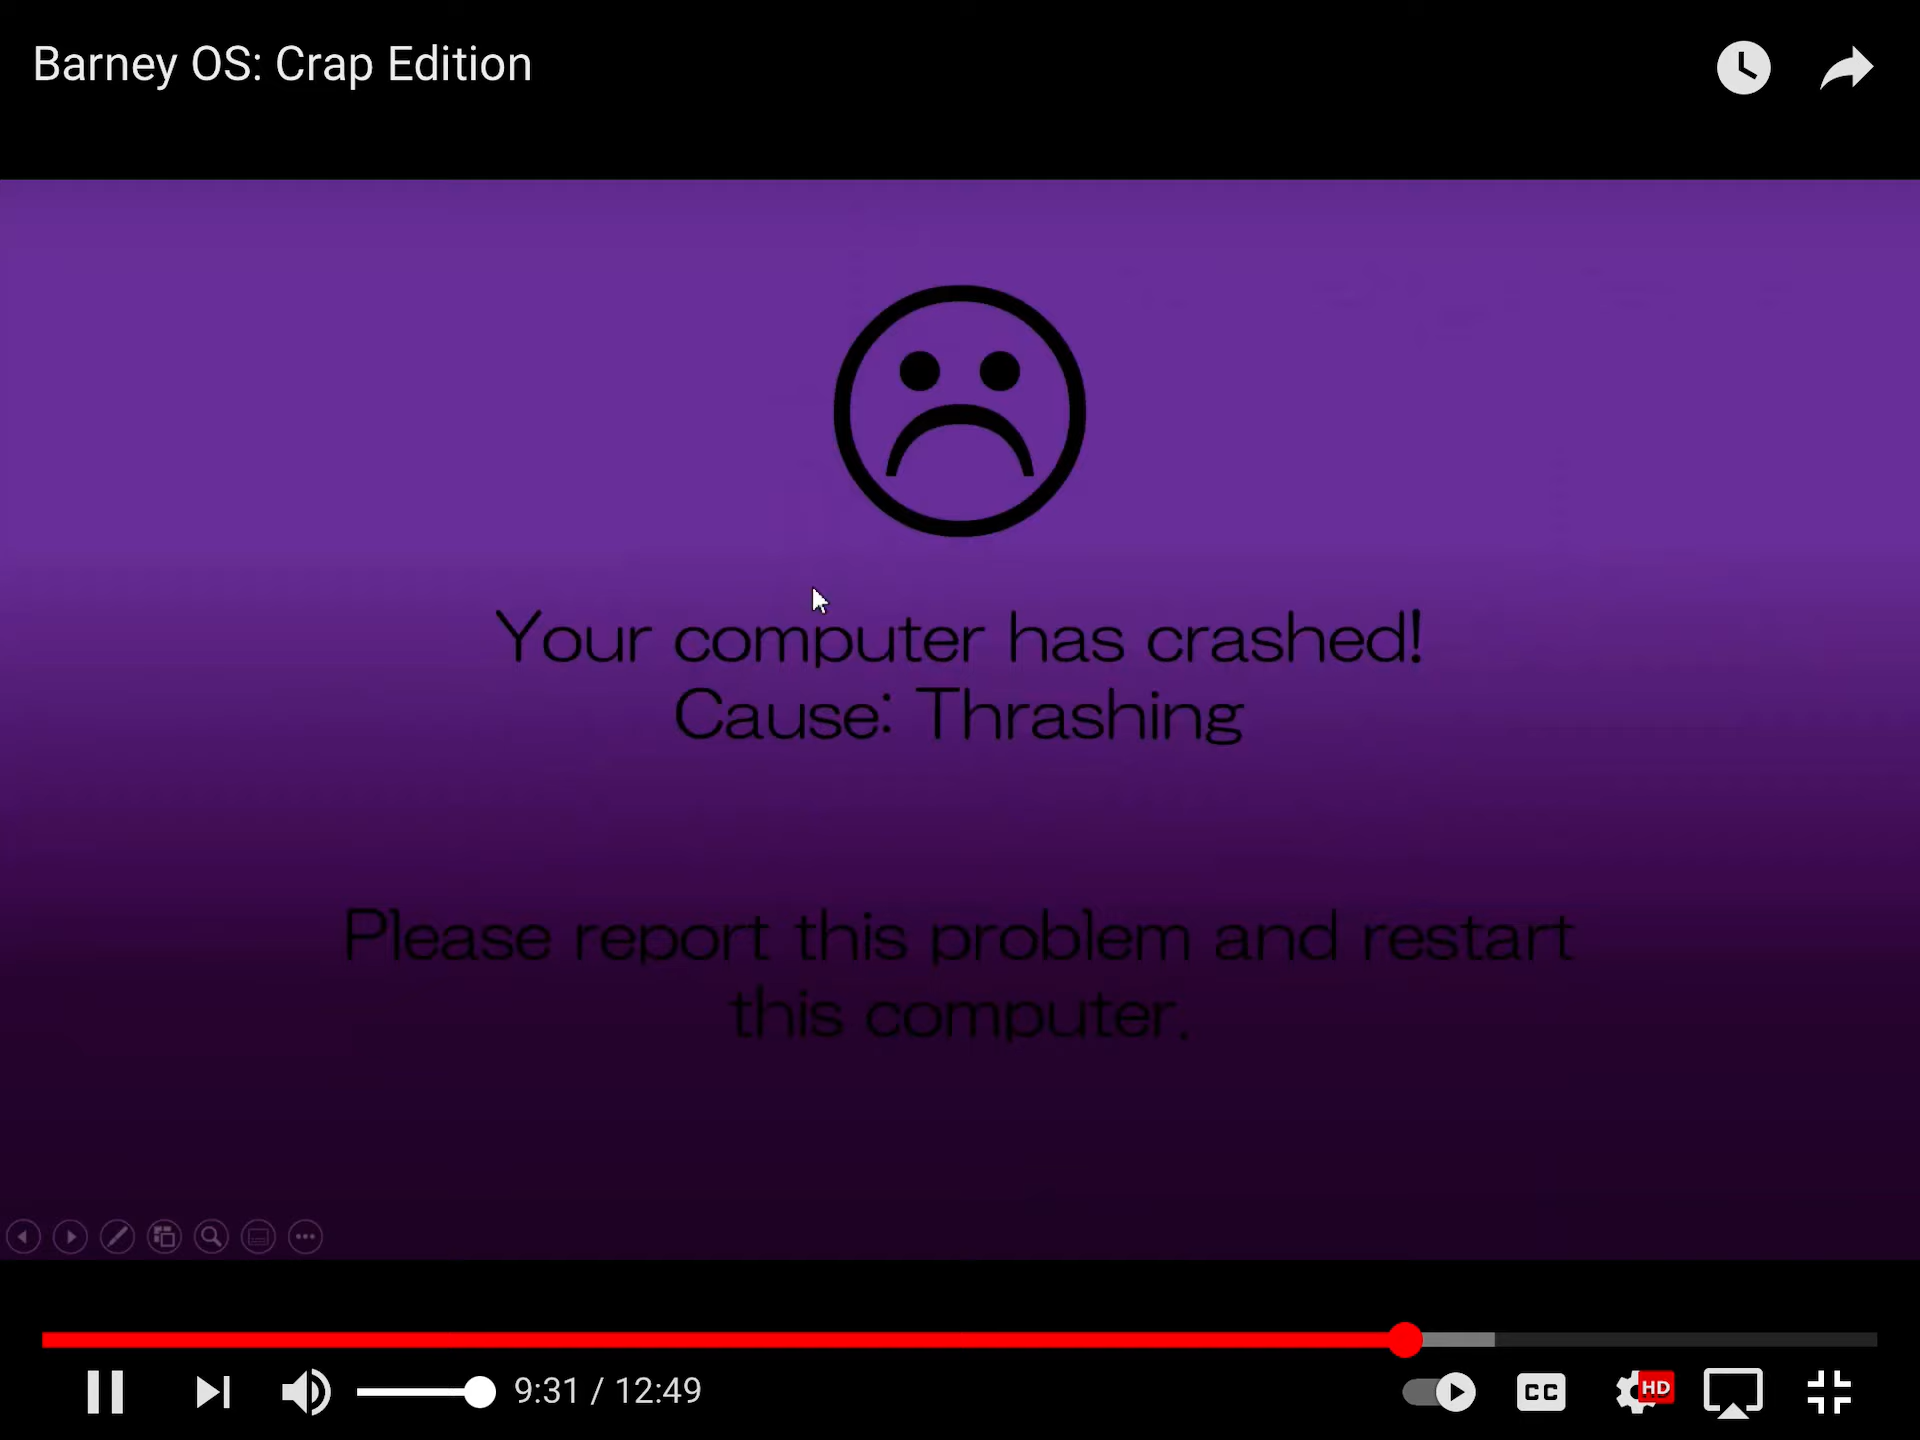 Barney OS: Crap Edition
Your computer has crashed!
Cause: Thrashing
Please report this problem and restart
this computer.
9:31 / 12:49
CC
HD